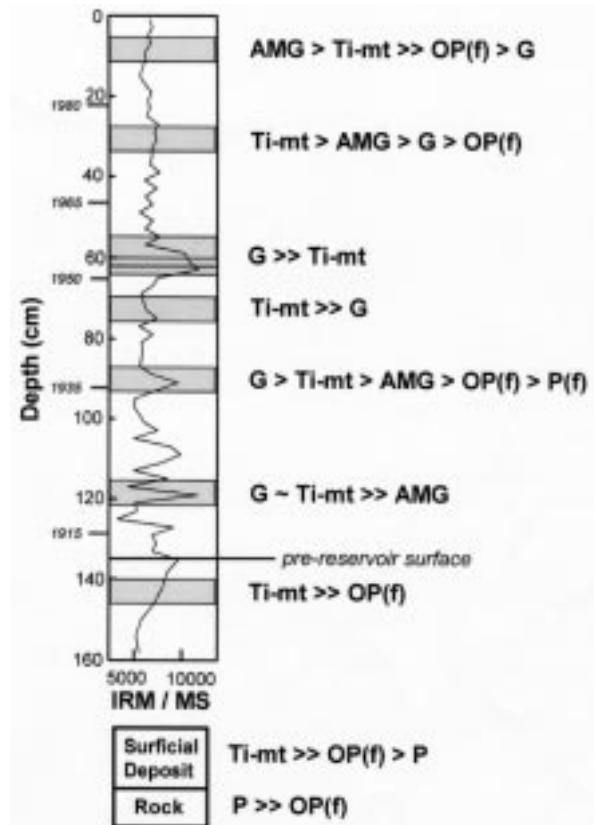 0
AMG > Ti-mt >> OP(f) > G
20
1980
Ti-mt > AMG > G > OP(f)
40
1965
60
G >> Ti-mt
1950
Ti-mt >> G
80
Depth (cm)
G > Ti-mt > AMG > OP(f) > P(f)
1935
100
G ~ Ti-mt >> AMG
120
1915
pre-reservoir surface
140
Ti-mt >> OP(f)
160
5000 10000
IRM / MS
Surficial Deposit
Ti-mt >> OP(f) > P
Rock
P >> OP(f)